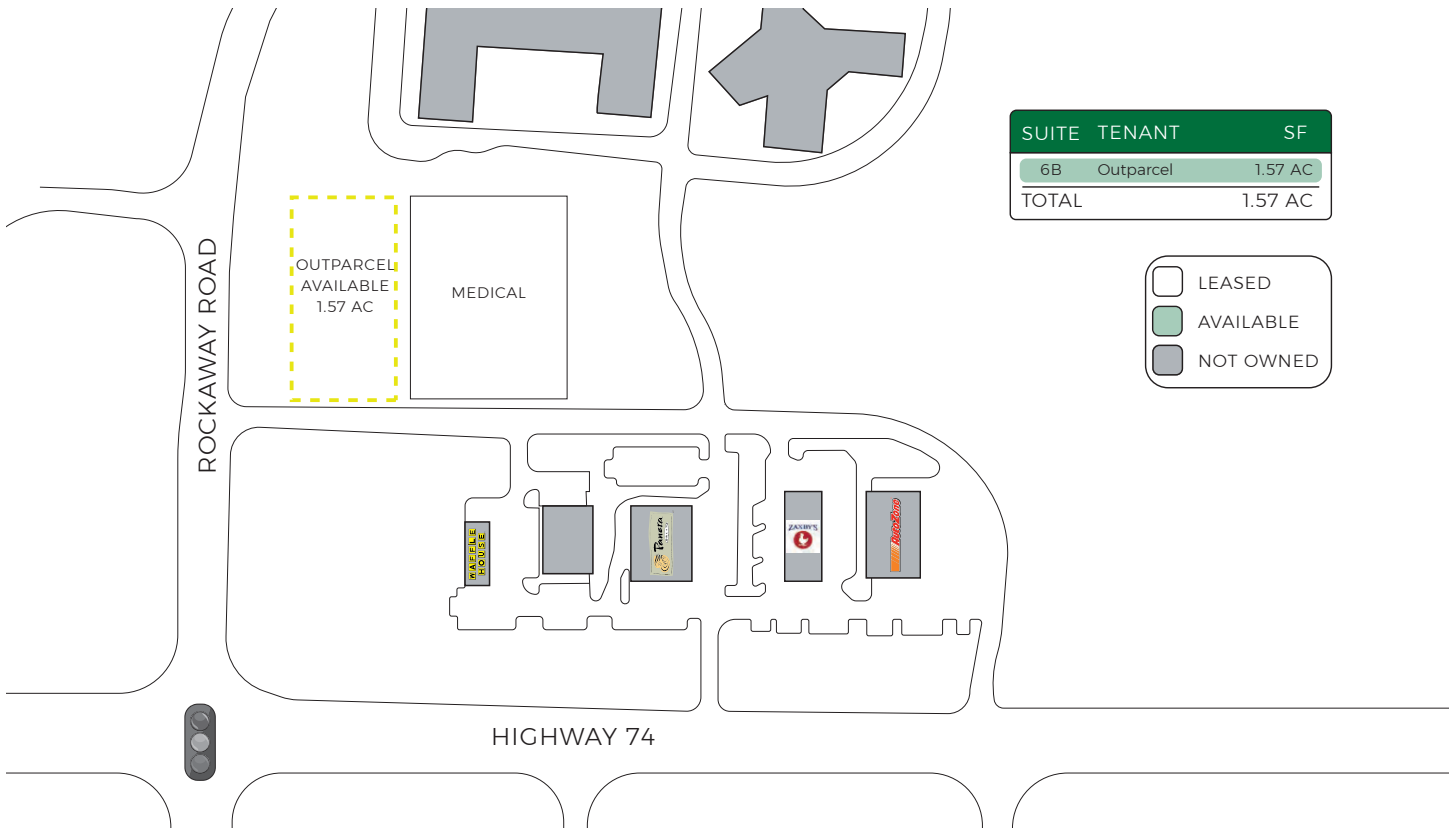 SUITE TENANT SF
6B Outparcel 1.57 AC
TOTAL 1.57 AC
LEASED
AVAILABLE
NOT OWNED
OUTPARCEL
AVAILABLE
1.57 AC
MEDICAL
ROCKAWAY ROAD
WAFFLE
HOUSE
Panera
ZAXBY'S
AutoZone
HIGHWAY 74